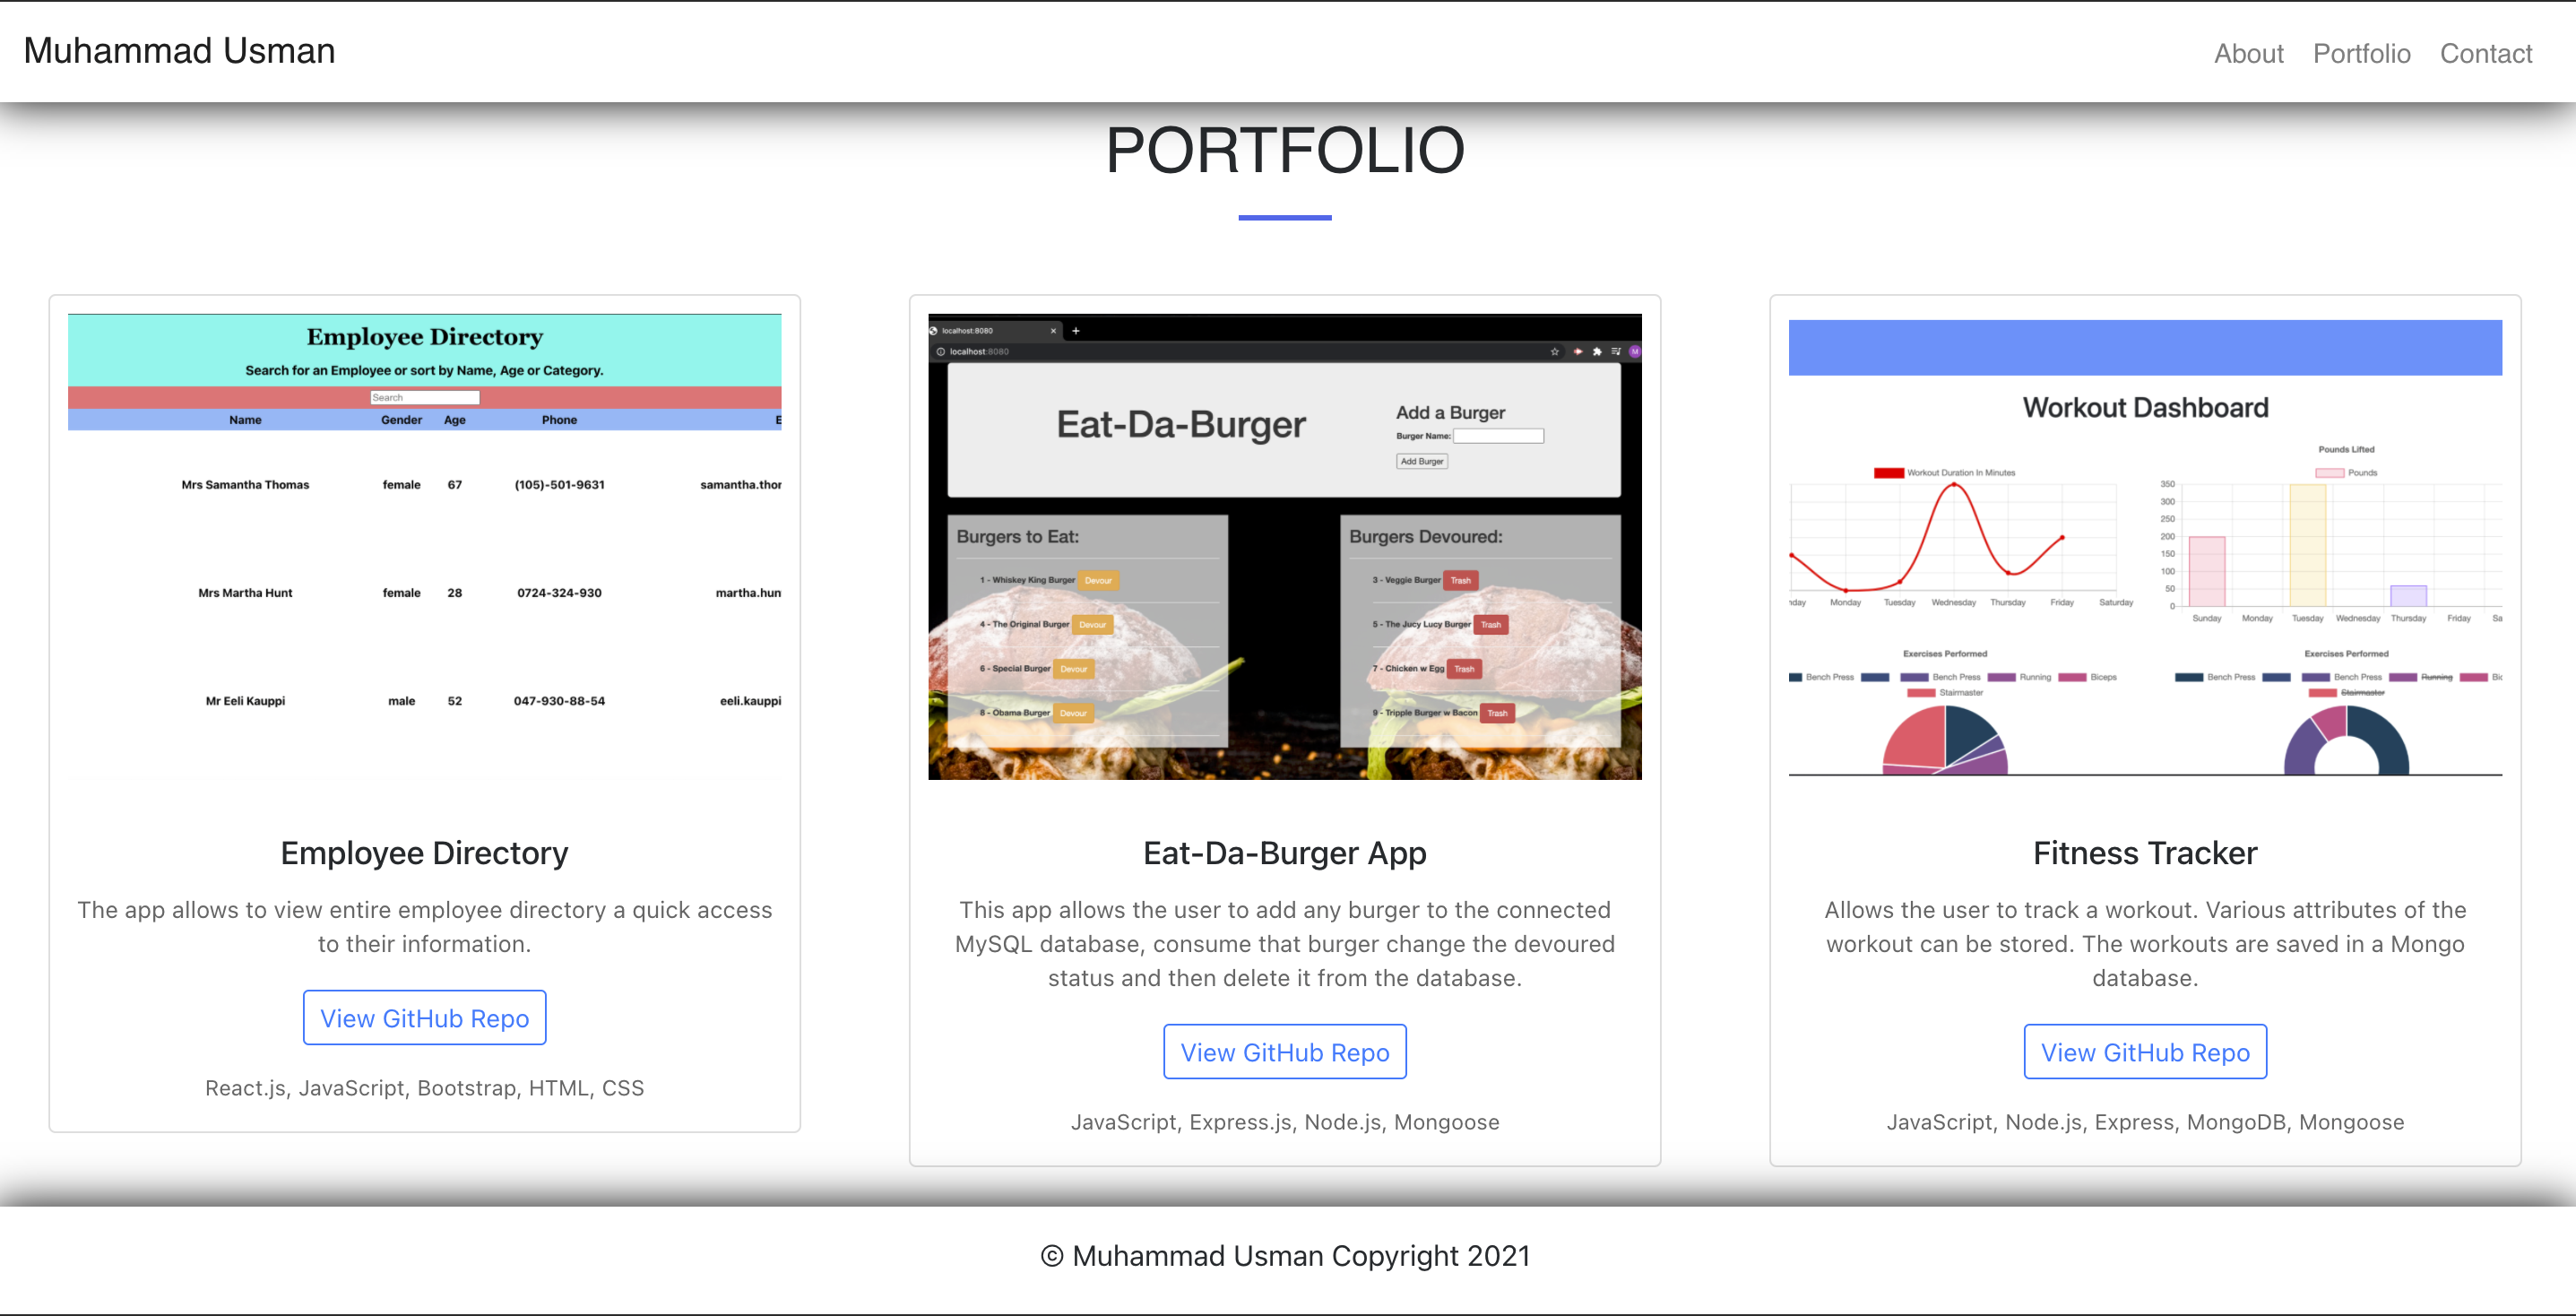 Muhammad Usman
About Portfolio Contact
PORTFOLIO
Employee Directory
Search for an Employee or sort by Name, Age or Category.
Search
Name Gender Age Phone E
Mrs Samantha Thomas female 67 (105)-501-9631 samantha.thor
Mrs Martha Hunt female 28 0724-324-930 martha.hun
Mr Eeli Kauppi male 52 047-930-88-54 eeli.kauppi
Employee Directory
The app allows to view entire employee directory a quick access
to their information.
View GitHub Repo
React.js, JavaScript, Bootstrap, HTML, CSS
localhost:8080
localhost:8080
M
Eat-Da-Burger
Add a Burger
Burger Name:
Add Burger
Burgers to Eat:
1 - Whiskey King Burger Devour
4 - The Original Burger Devour
6 - Special Burger Devour
8 - Obama Burger Devour
Burgers Devoured:
3 - Veggie Burger Trash
5 - The Jucy Lucy Burger Trash
7 - Chicken w Egg Trash
9 - Tripple Burger w Bacon Trash
Eat-Da-Burger App
This app allows the user to add any burger to the connected
MySQL database, consume that burger change the devoured
status and then delete it from the database.
View GitHub Repo
JavaScript, Express.js, Node.js, Mongoose
Workout Dashboard
Workout Duration In Minutes
nday Monday Tuesday Wednesday Thursday Friday Saturday
Pounds Lifted
Pounds
350
300
250
200
150
100
50
0
Sunday Monday Tuesday Wednesday Thursday Friday Sa
Exercises Performed
Bench Press Bench Press Running Biceps
Stairmaster
Exercises Performed
Bench Press Bench Press Running Bic
Stairmaster
Fitness Tracker
Allows the user to track a workout. Various attributes of the
workout can be stored. The workouts are saved in a Mongo
database.
View GitHub Repo
JavaScript, Node.js, Express, MongoDB, Mongoose
© Muhammad Usman Copyright 2021